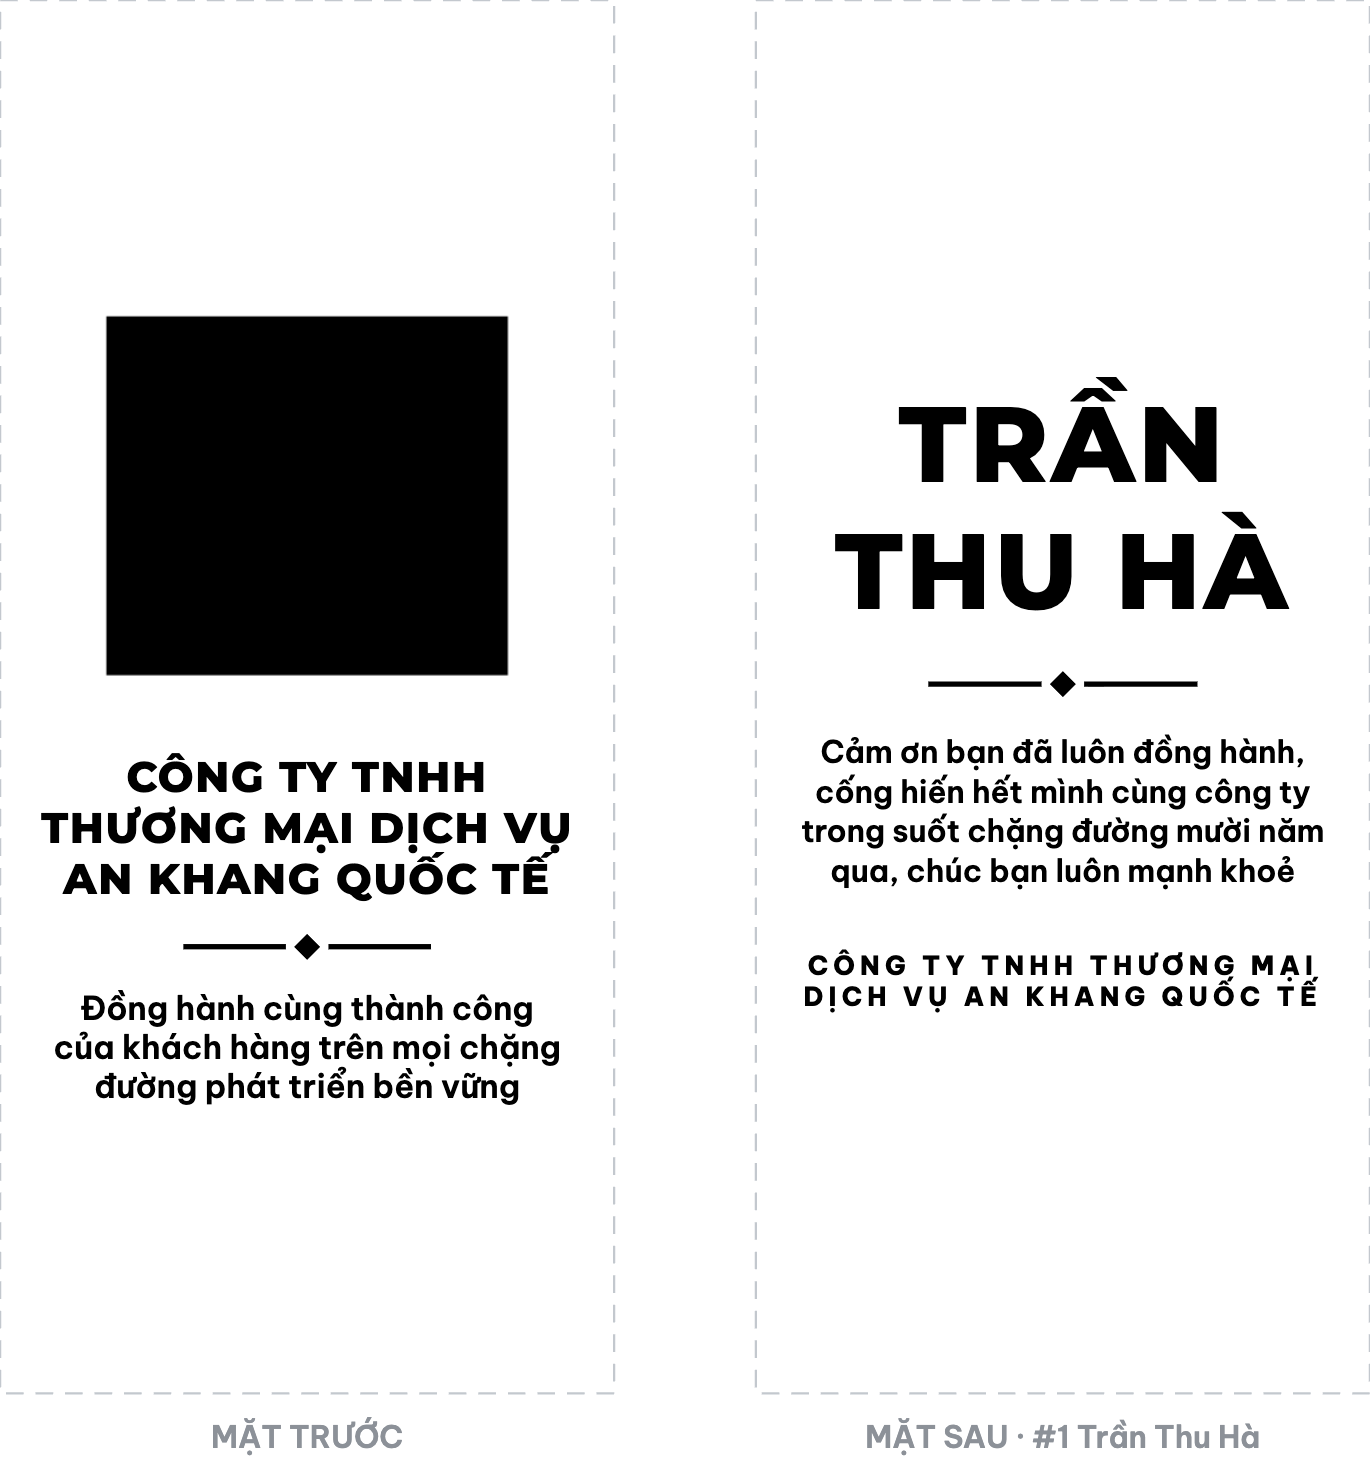 CÔNG TY TNHH
THƯƠNG MẠI DỊCH VỤ
AN KHANG QUỐC TẾ
Đồng hành cùng thành công
của khách hàng trên mọi chặng
đường phát triển bền vững
MẶT TRƯỚC
TRẦN
THU HÀ
Cảm ơn bạn đã luôn đồng hành,
cống hiến hết mình cùng công ty
trong suốt chặng đường mười năm
qua, chúc bạn luôn mạnh khoẻ
CÔNG TY TNHH THƯƠNG MẠI
DỊCH VỤ AN KHANG QUỐC TẾ
MẶT SAU · #1 Trần Thu Hà